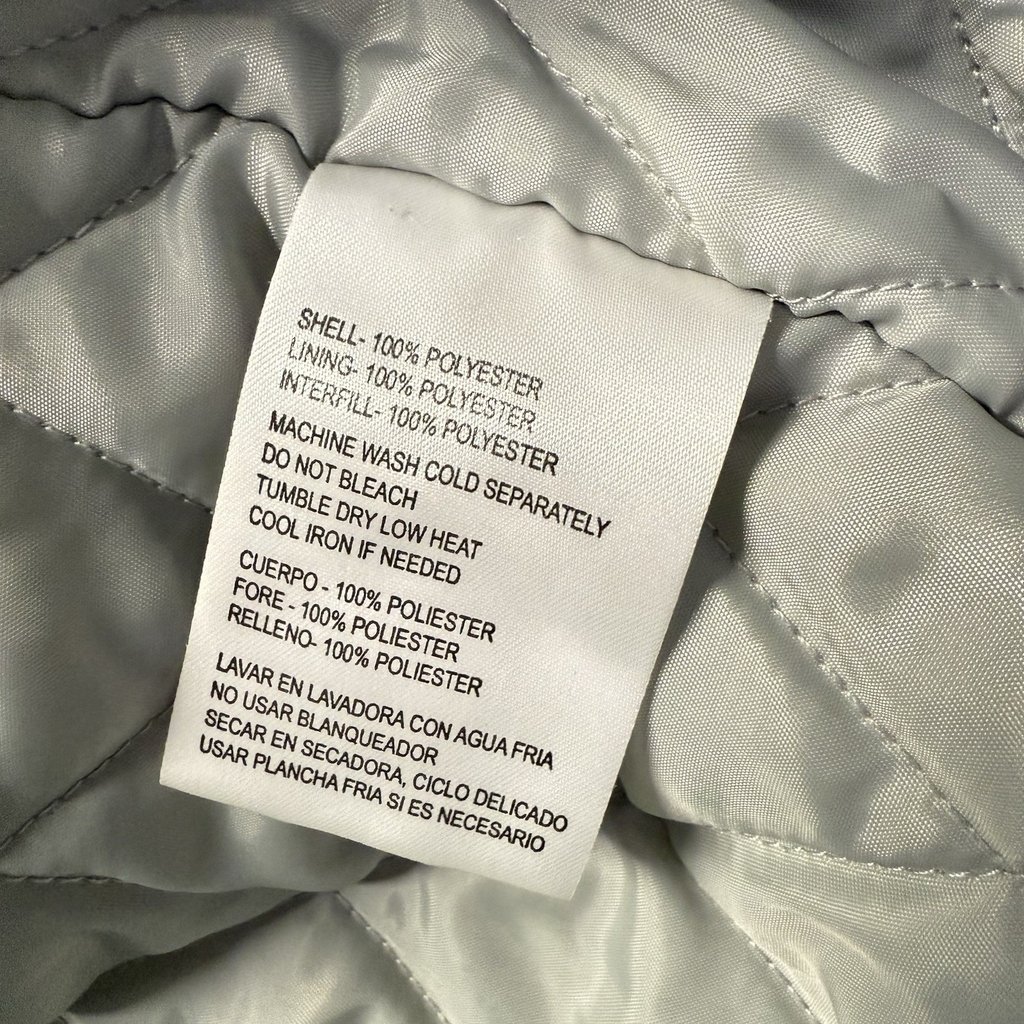 SHELL- 100% POLYESTER
LINING- 100% POLYESTER
INTERFILL- 100% POLYESTER
MACHINE WASH COLD SEPARATELY
DO NOT BLEACH
TUMBLE DRY LOW HEAT
COOL IRON IF NEEDED
CUERPO - 100% POLIESTER
FORE - 100% POLIESTER
RELLENO- 100% POLIESTER
LAVAR EN LAVADORA CON AGUA FRIA
NO USAR BLANQUEADOR
SECAR EN SECADORA, CICLO DELICADO
USAR PLANCHA FRIA SI ES NECESARIO